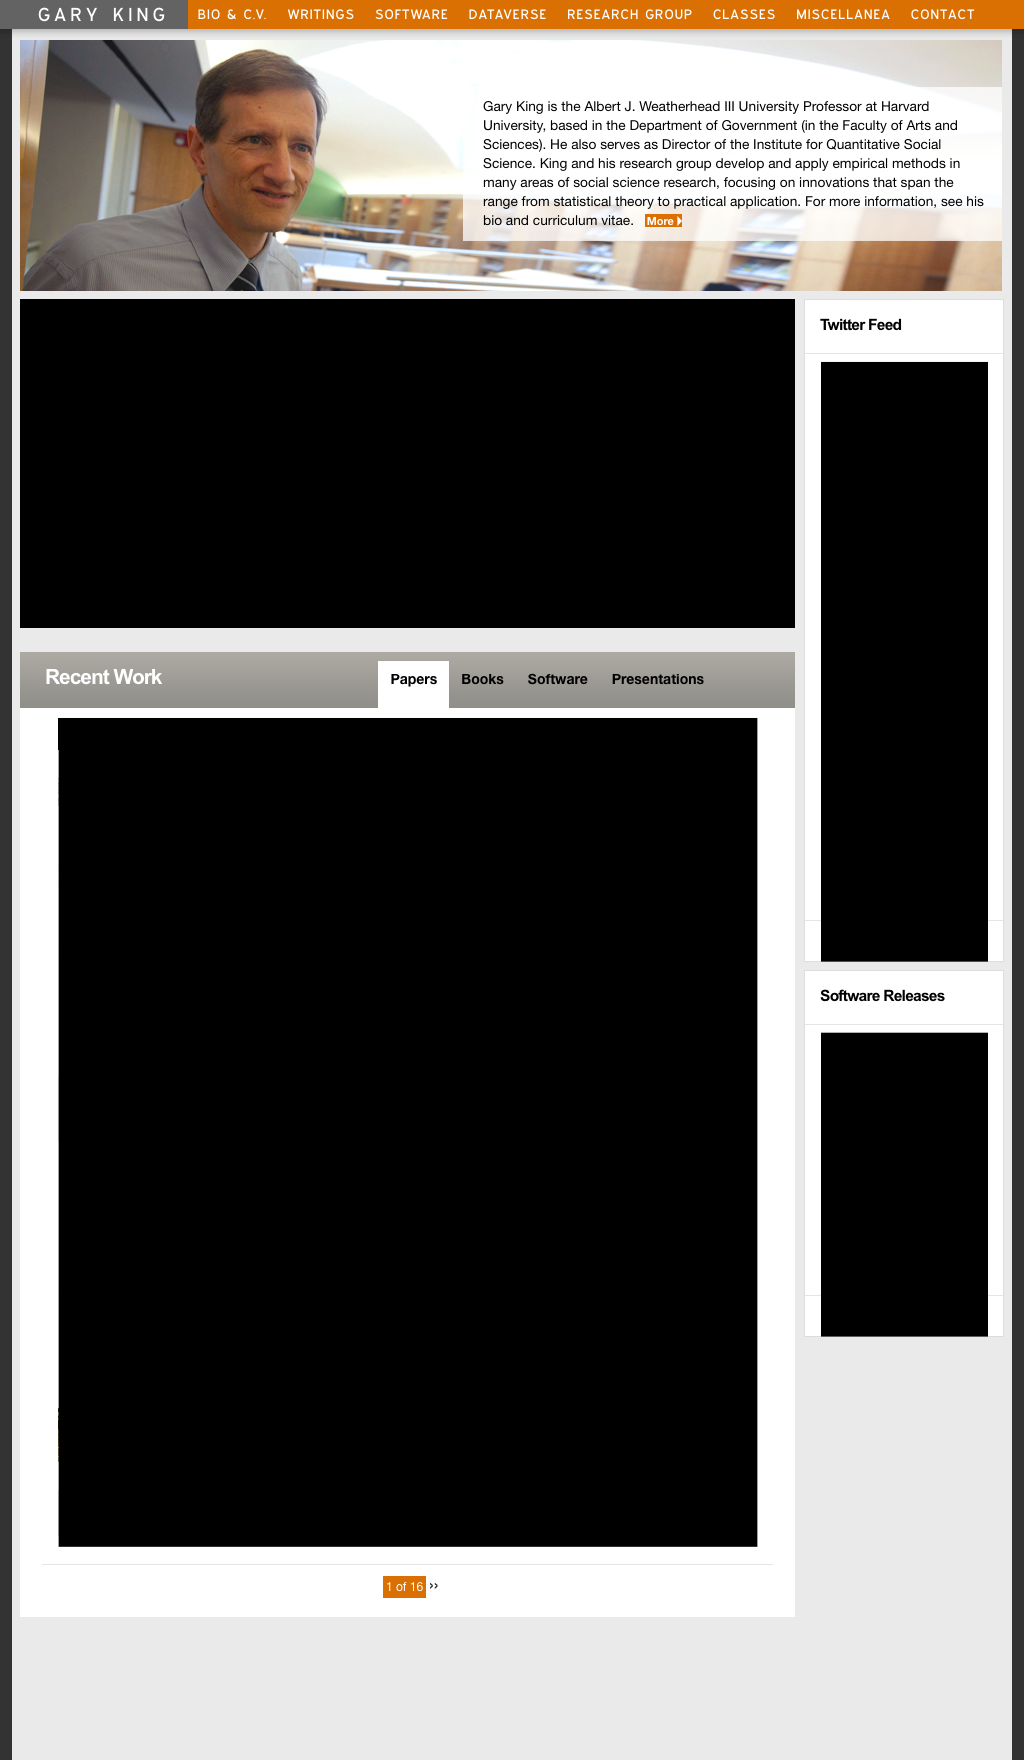 GARY KING
BIO & C.V. WRITINGS SOFTWARE DATAVERSE RESEARCH GROUP CLASSES MISCELLANEA CONTACT
Gary King is the Albert J. Weatherhead III University Professor at Harvard
University, based in the Department of Government (in the Faculty of Arts and
Sciences). He also serves as Director of the Institute for Quantitative Social
Science. King and his research group develop and apply empirical methods in
many areas of social science research, focusing on innovations that span the
range from statistical theory to practical application. For more information, see his
bio and curriculum vitae. More
Twitter Feed
Recent Work
Papers Books Software Presentations
Software Releases
1 of 16 ››